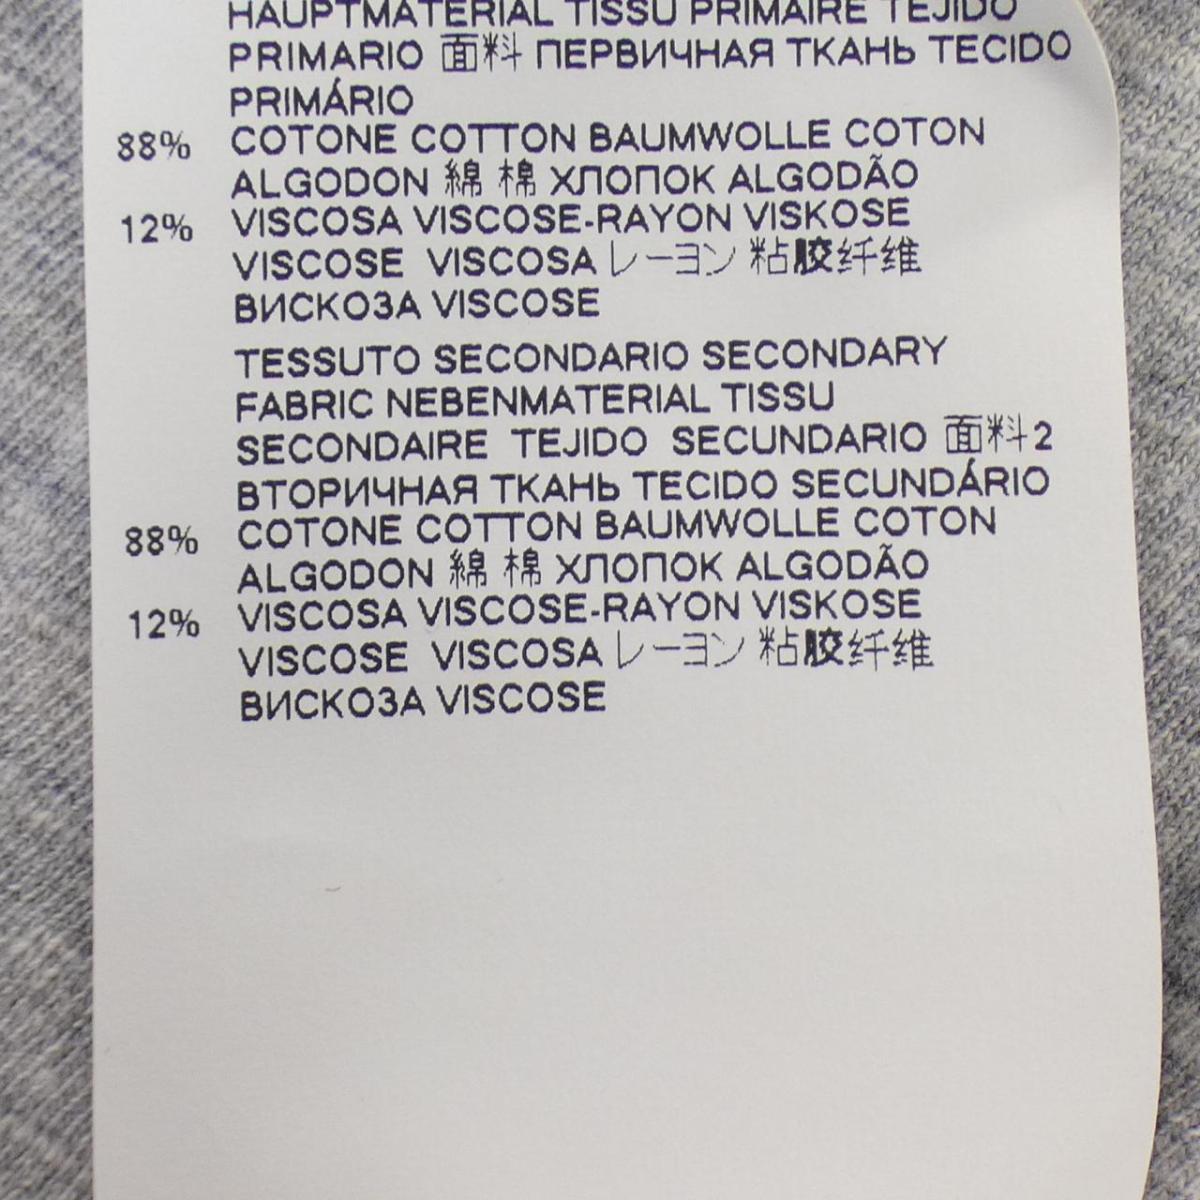 HAUPTMATERIAL TISSU PRIMAIRE TEJIDO
PRIMARIO 面料 ПЕРВИЧНАЯ ТКАНЬ TECIDO
PRIMÁRIO
88% COTONE COTTON BAUMWOLLE COTON
ALGODON 綿 棉 ХЛОПОК ALGODÃO
12% VISCOSA VISCOSE-RAYON VISKOSE
VISCOSE VISCOSA レーヨン 粘胶纤维
ВИСКОЗА VISCOSE
TESSUTO SECONDARIO SECONDARY
FABRIC NEBENMATERIAL TISSU
SECONDAIRE TEJIDO SECUNDARIO 面料2
ВТОРИЧНАЯ ТКАНЬ TECIDO SECUNDÁRIO
88% COTONE COTTON BAUMWOLLE COTON
ALGODON 綿 棉 ХЛОПОК ALGODÃO
12% VISCOSA VISCOSE-RAYON VISKOSE
VISCOSE VISCOSA レーヨン 粘胶纤维
ВИСКОЗА VISCOSE